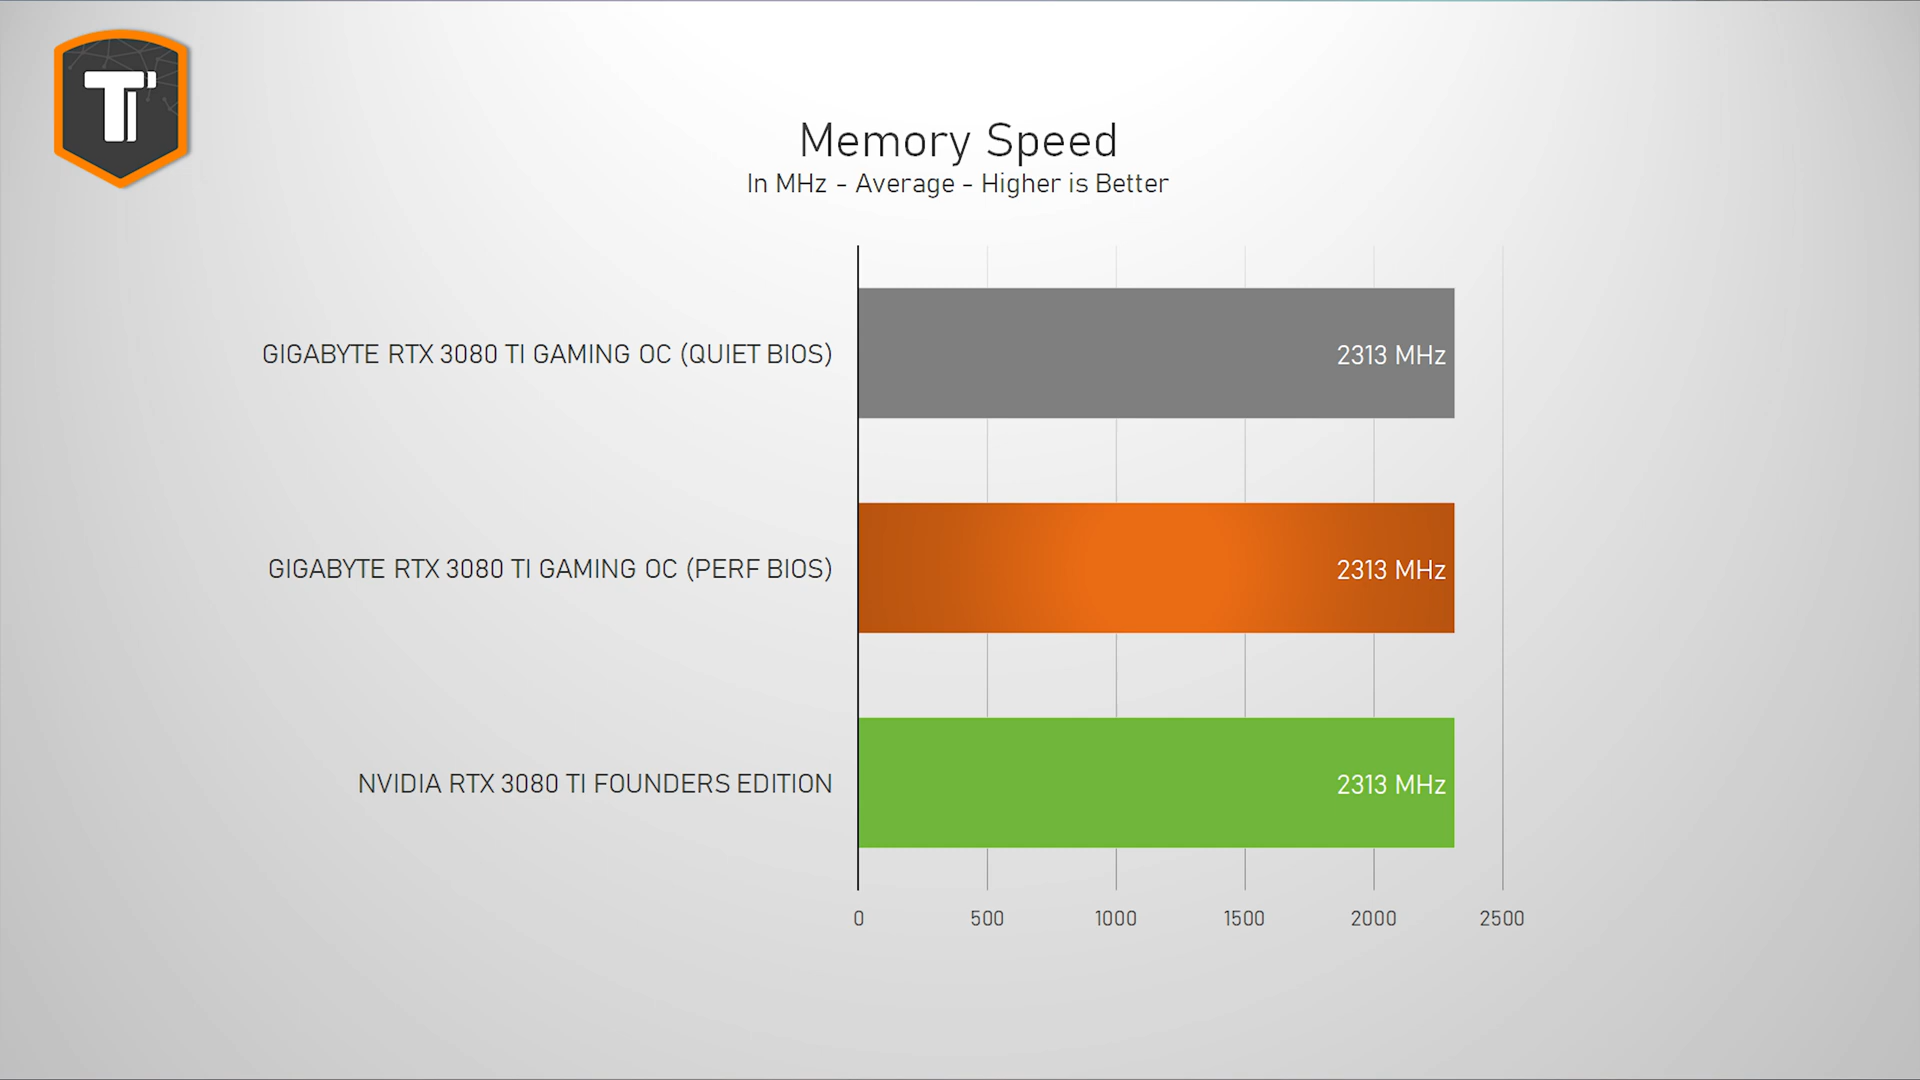 Ti
Memory Speed
In MHz - Average - Higher is Better
GIGABYTE RTX 3080 TI GAMING OC (QUIET BIOS)
2313 MHz
GIGABYTE RTX 3080 TI GAMING OC (PERF BIOS)
2313 MHz
NVIDIA RTX 3080 TI FOUNDERS EDITION
2313 MHz
0 500 1000 1500 2000 2500